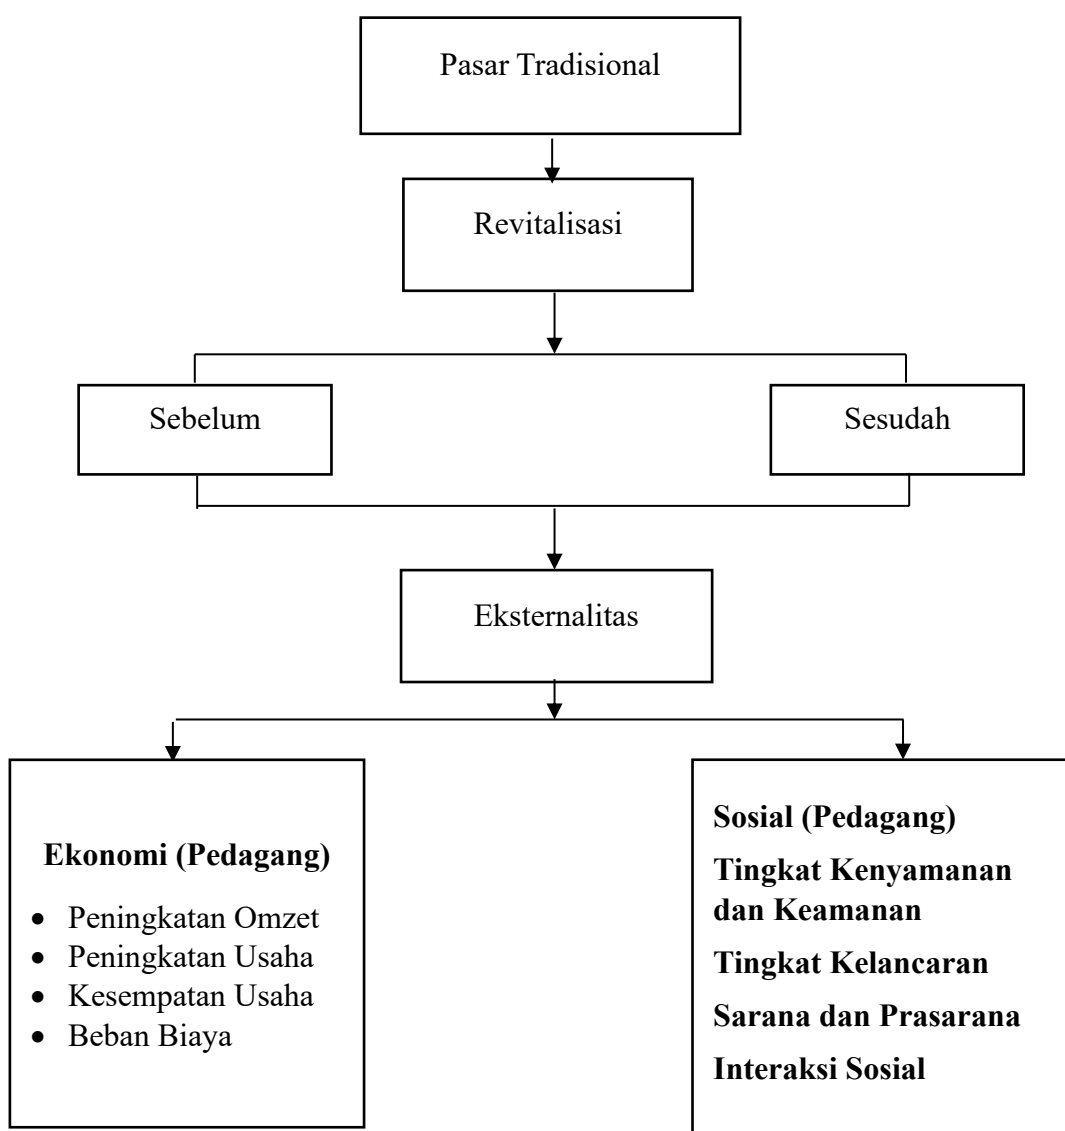 Pasar Tradisional
Revitalisasi
Sebelum
Sesudah
Eksternalitas
Ekonomi (Pedagang)
• Peningkatan Omzet
• Peningkatan Usaha
• Kesempatan Usaha
• Beban Biaya
Sosial (Pedagang)
Tingkat Kenyamanan
dan Keamanan
Tingkat Kelancaran
Sarana dan Prasarana
Interaksi Sosial